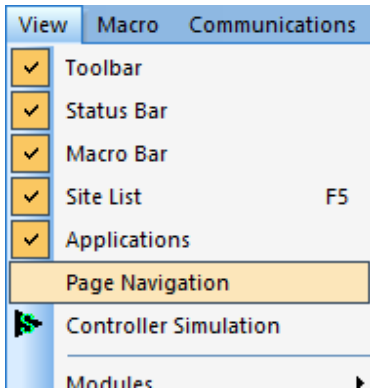 View Macro Communications
Toolbar
Status Bar
Macro Bar
Site List F5
Applications
Page Navigation
Controller Simulation
Modules